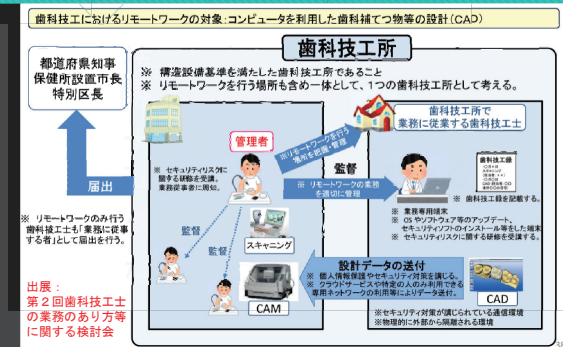 歯科技工におけるリモートワークの対象:コンピュータを利用した歯科補てつ物等の設計(CAD)
歯科技工所
都道府県知事
保健所設置市長
特別区長
※ 構造設備基準を満たした歯科技工所であること
※ リモートワークを行う場所も含め一体として、1つの歯科技工所として考える。
管理者
※リモートワークを行う
場所を把握・管理
歯科技工所で
業務に従業する歯科技工士
※ セキュリティリスクに
関する研修を受講。
業務従事者に周知。
監督
※ リモートワークの業務
を適切に管理
歯科技工録
※ 歯科技工録を記載する。
※ 業務専用端末
※ OSやソフトウェア等のアップデート、
セキュリティソフトのインストール等をした端末
※ セキュリティリスクに関する研修を受講する。
届出
※ リモートワークのみ行う
歯科技工士も「業務に従事
する者」として届出を行う。
監督
監督
スキャニング
CAM
設計データの送付
※ 個人情報保護やセキュリティ対策を講じる。
※ クラウドサービスや特定の人のみ利用できる
専用ネットワークの利用等によりデータ送付。
CAD
※セキュリティ対策が講じられている通信環境
※物理的に外部から隔離される環境
出展:
第2回歯科技工士
の業務のあり方等
に関する検討会